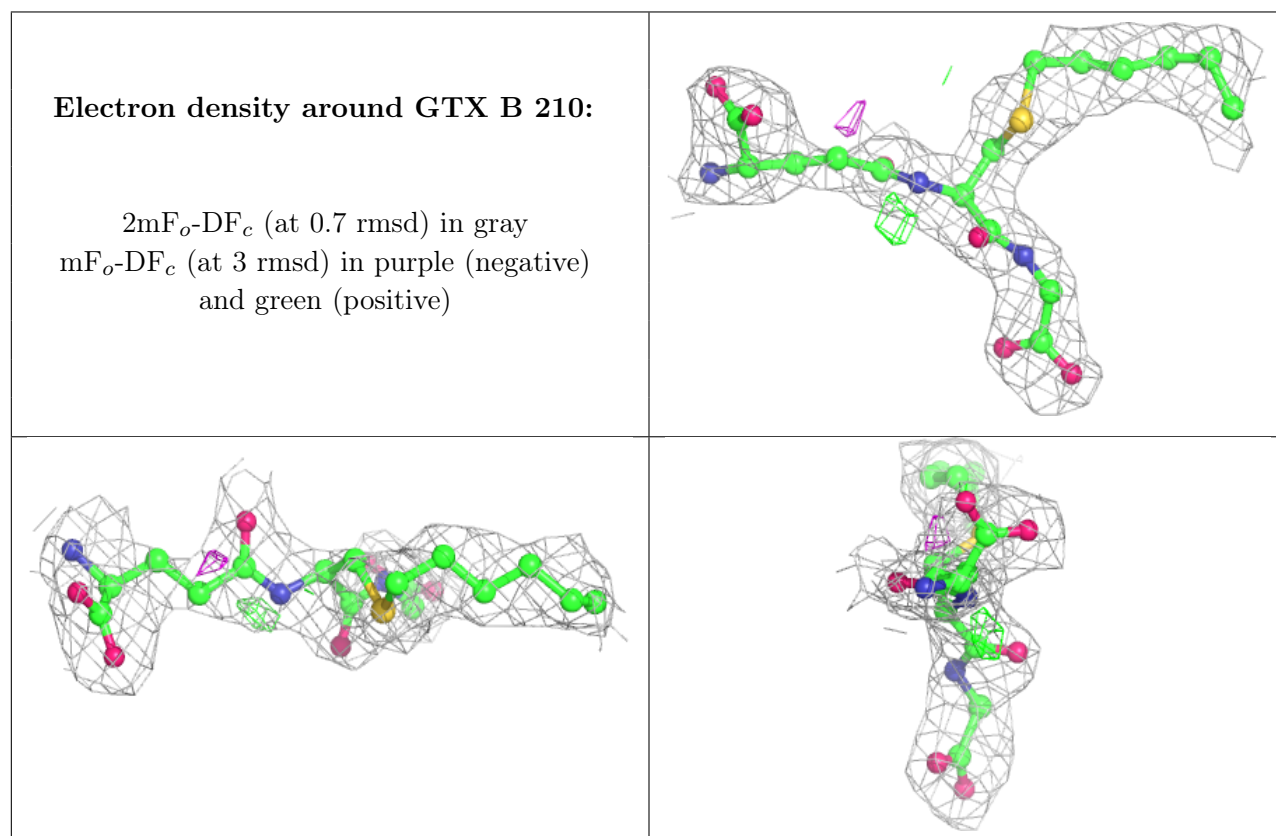 Electron density around GTX B 210:
2mFo-DFc (at 0.7 rmsd) in gray
mFo-DFc (at 3 rmsd) in purple (negative)
and green (positive)